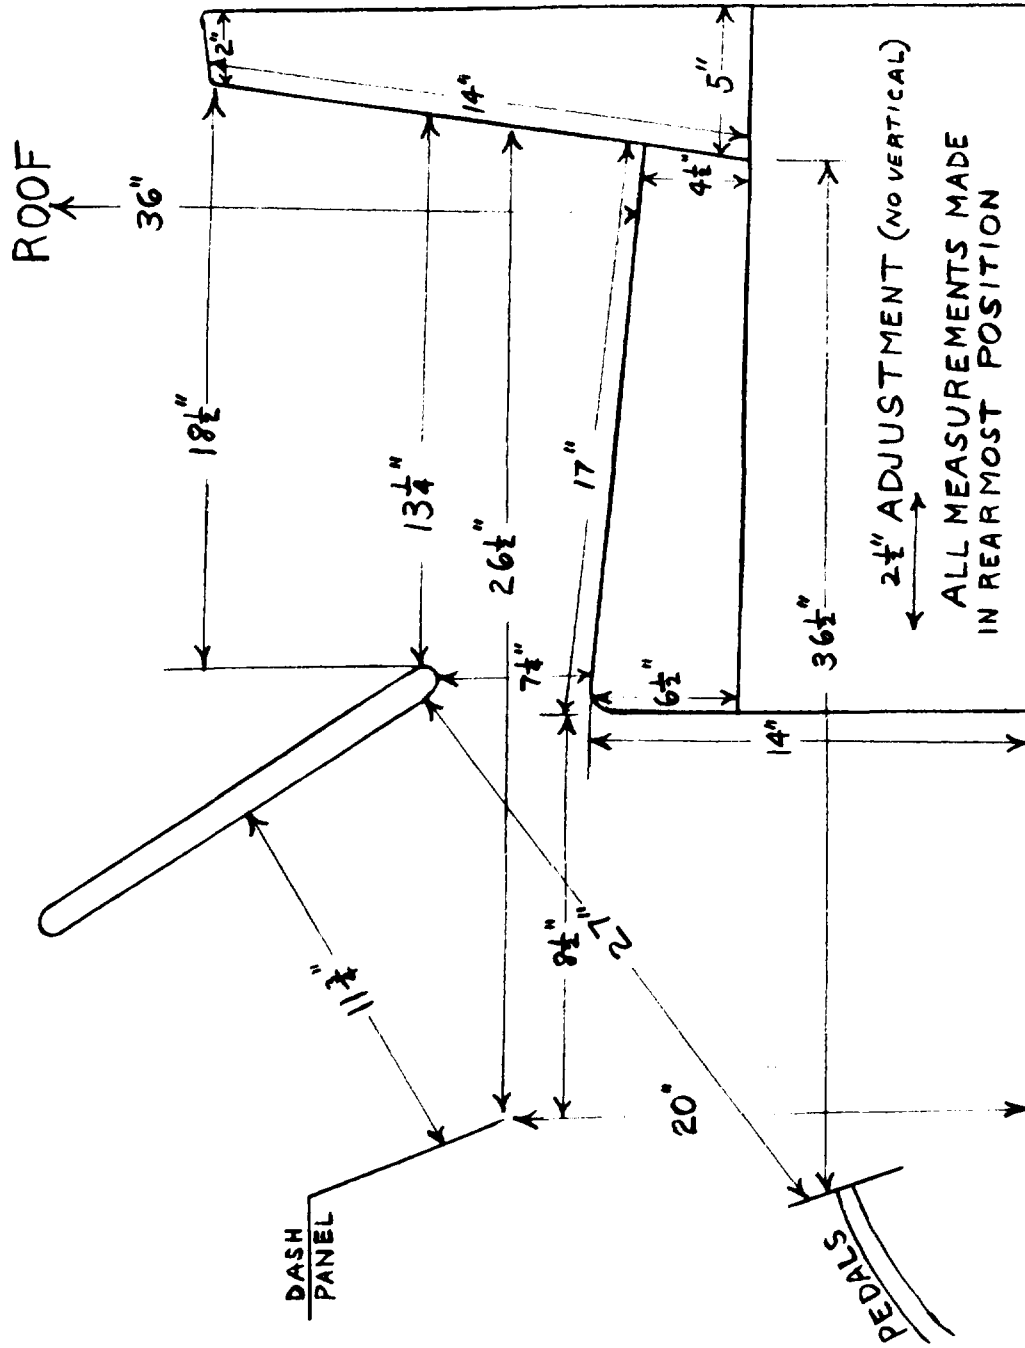 ROOF
36"
2"
18½"
14"
13¼"
26½"
11¾"
7¼"
17"
4½"
5"
6½"
8½"
27"
14"
20"
36½"
DASH
PANEL
PEDALS
2½" ADJUSTMENT (NO VERTICAL)
ALL MEASUREMENTS MADE
IN REARMOST POSITION